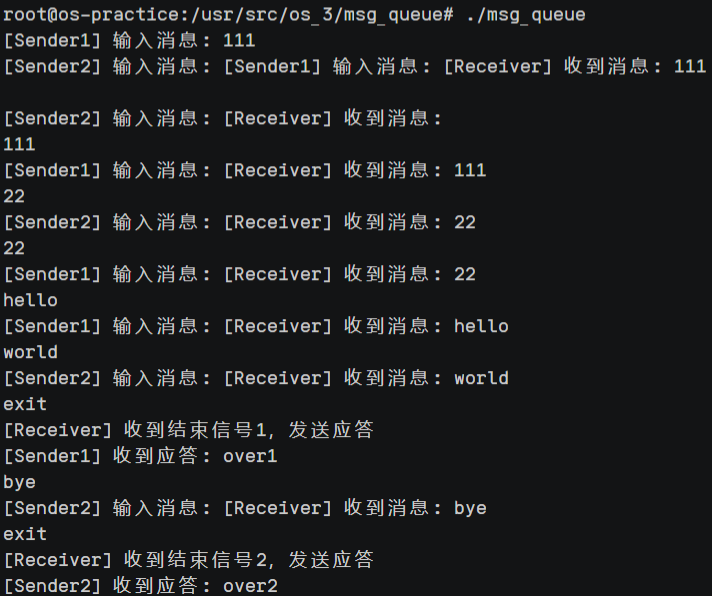 root@os-practice:/usr/src/os_3/msg_queue# ./msg_queue
[Sender1] 输入消息: 111
[Sender2] 输入消息: [Sender1] 输入消息: [Receiver] 收到消息: 111
[Sender2] 输入消息: [Receiver] 收到消息:
111
[Sender1] 输入消息: [Receiver] 收到消息: 111
22
[Sender2] 输入消息: [Receiver] 收到消息: 22
22
[Sender1] 输入消息: [Receiver] 收到消息: 22
hello
[Sender1] 输入消息: [Receiver] 收到消息: hello
world
[Sender2] 输入消息: [Receiver] 收到消息: world
exit
[Receiver] 收到结束信号1, 发送应答
[Sender1] 收到应答: over1
bye
[Sender2] 输入消息: [Receiver] 收到消息: bye
exit
[Receiver] 收到结束信号2, 发送应答
[Sender2] 收到应答: over2